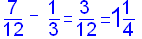 7/12 - 1/3 = 3/12 = 1 1/4